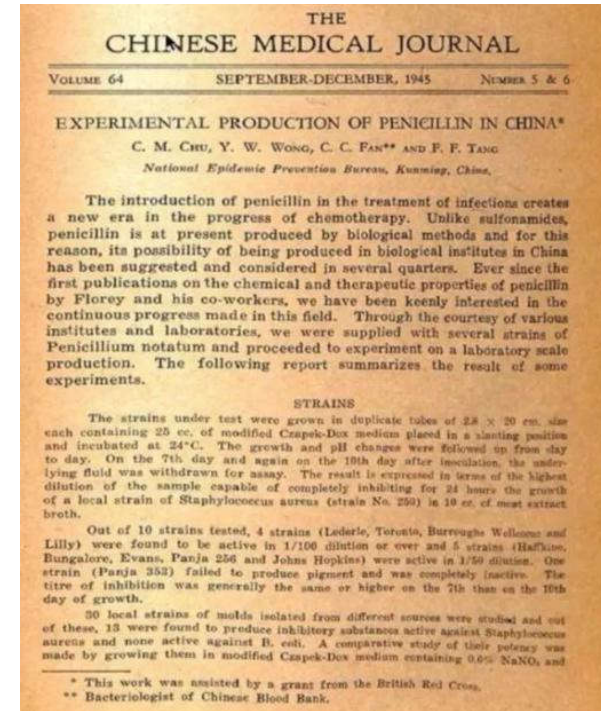 THE
CHINESE MEDICAL JOURNAL
VOLUME 64 SEPTEMBER-DECEMBER, 1945 NUMBER 5 & 6
EXPERIMENTAL PRODUCTION OF PENICILLIN IN CHINA*
C. M. CHU, Y. W. WONG, C. C. FAN** AND F. F. TANG
National Epidemic Prevention Bureau, Kunming, China.
The introduction of penicillin in the treatment of infections creates
a new era in the progress of chemotherapy. Unlike sulfonamides,
penicillin is at present produced by biological methods and for this
reason, its possibility of being produced in biological institutes in China
has been suggested and considered in several quarters. Ever since the
first publications on the chemical and therapeutic properties of penicillin
by Florey and his co-workers, we have been keenly interested in the
continuous progress made in this field. Through the courtesy of various
institutes and laboratories, we were supplied with several strains of
Penicillium notatum and proceeded to experiment on a laboratory scale
production. The following report summarizes the result of some
experiments.
STRAINS
The strains under test were grown in duplicate tubes of 2.8 × 20 cm. size
each containing 25 cc. of modified Czapek-Dox medium placed in a slanting position
and incubated at 24°C. The growth and pH changes were followed up from day
to day. On the 7th day and again on the 10th day after inoculation, the under-
lying fluid was withdrawn for assay. The result is expressed in terms of the highest
dilution of the sample capable of completely inhibiting for 24 hours the growth
of a local strain of Staphylococcus aureus (strain No. 250) in 10 cc. of meat extract
broth.
Out of 10 strains tested, 4 strains (Lederle, Toronto, Burroughs Wellcome and
Lilly) were found to be active in 1/100 dilution or over and 5 strains (Haffkine,
Bungalore, Evans, Panja 256 and Johns Hopkins) were active in 1/50 dilution. One
strain (Panja 353) failed to produce pigment and was completely inactive. The
titre of inhibition was generally the same or higher on the 7th than on the 10th
day of growth.
30 local strains of molds isolated from different sources were studied and out
of these, 13 were found to produce inhibitory substances active against Staphylococcus
aureus and none active against B. coli. A comparative study of their potency was
made by growing them in modified Czapek-Dox medium containing 0.6% NaNO₃ and
* This work was assisted by a grant from the British Red Cross.
** Bacteriologist of Chinese Blood Bank.